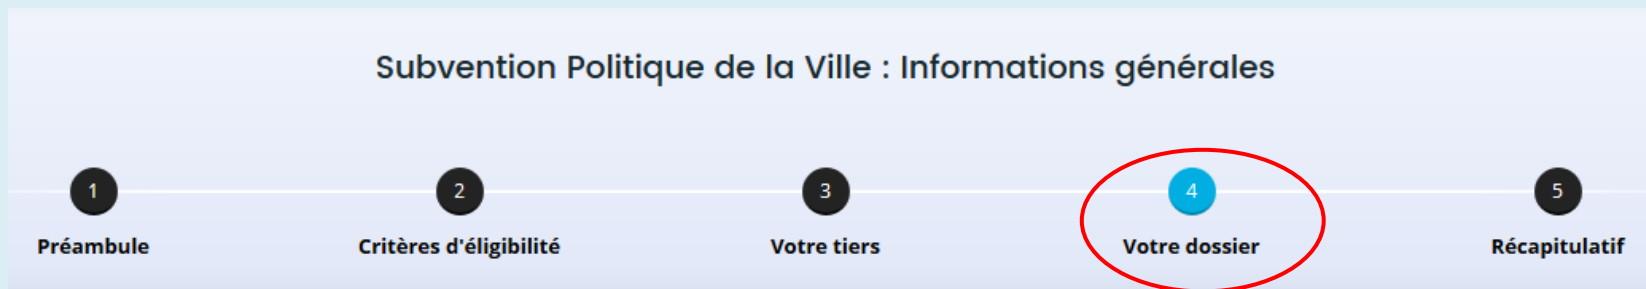 Subvention Politique de la Ville : Informations générales
1 2 3 4 5
Préambule Critères d'éligibilité Votre tiers Votre dossier Récapitulatif